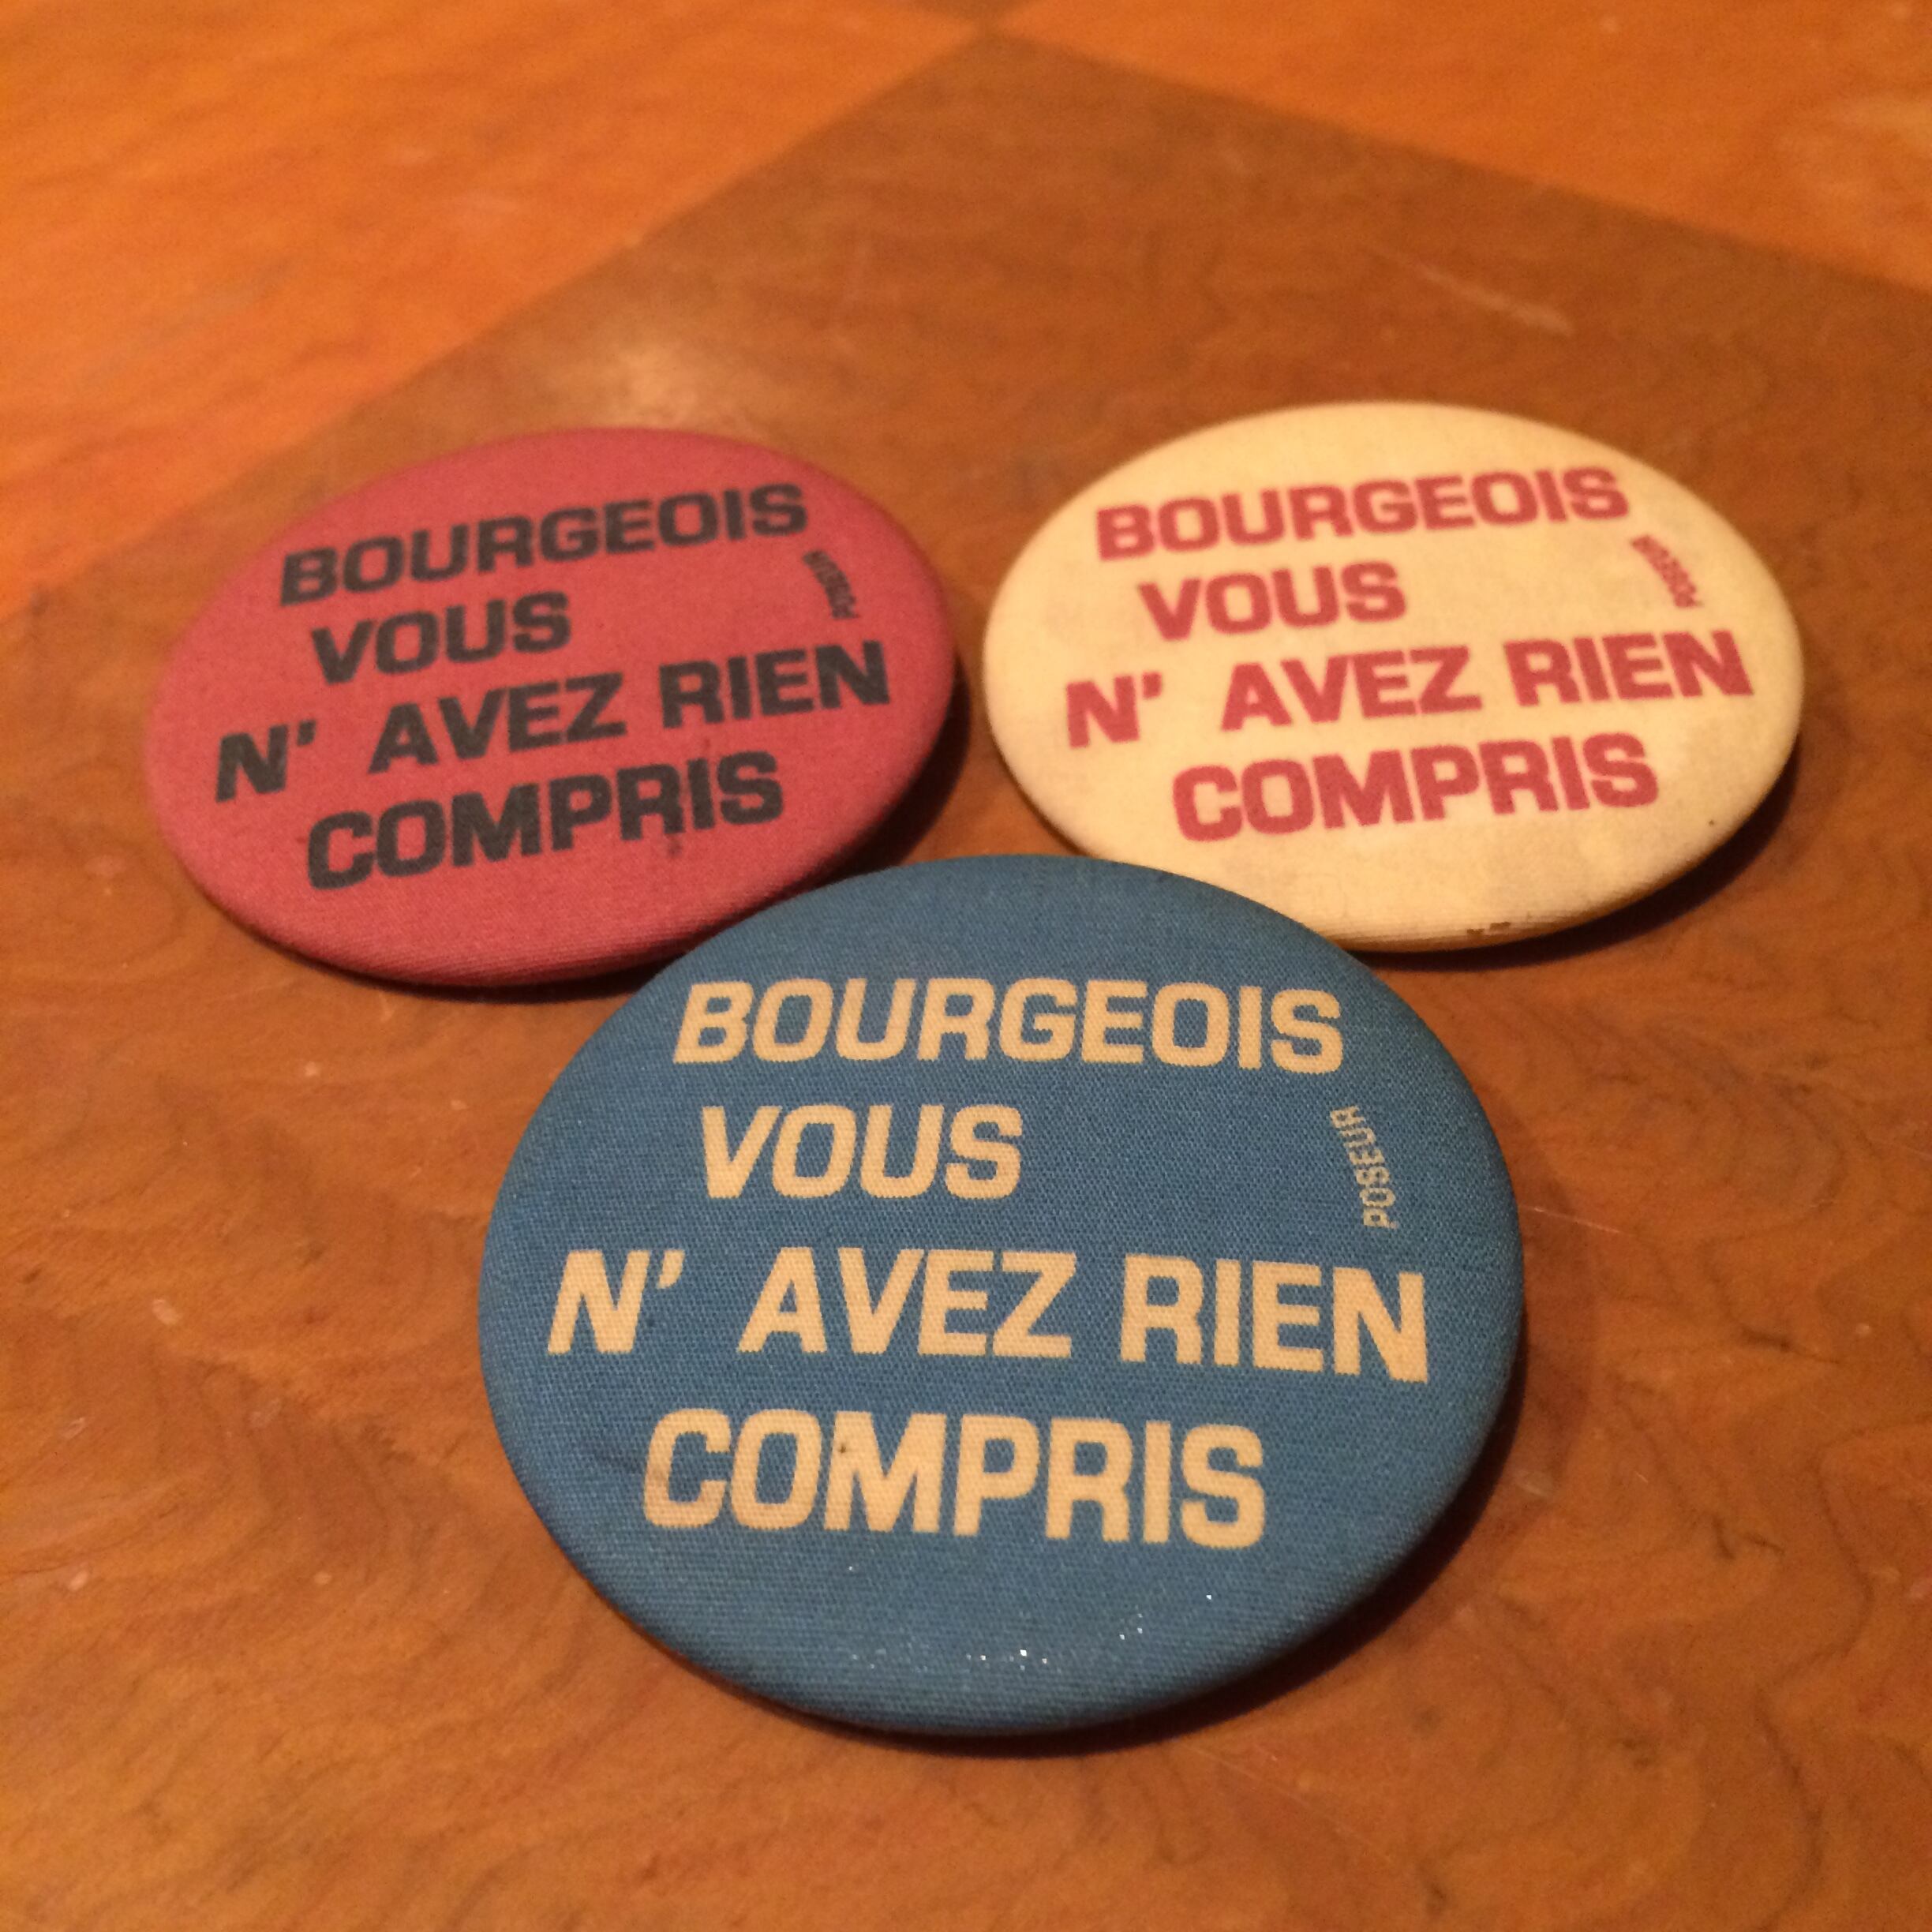 BOURGEOIS
VOUS
N' AVEZ RIEN
COMPRIS
POSEUR
BOURGEOIS
VOUS
N' AVEZ RIEN
COMPRIS
POSEUR
BOURGEOIS
VOUS
N' AVEZ RIEN
COMPRIS
POSEUR